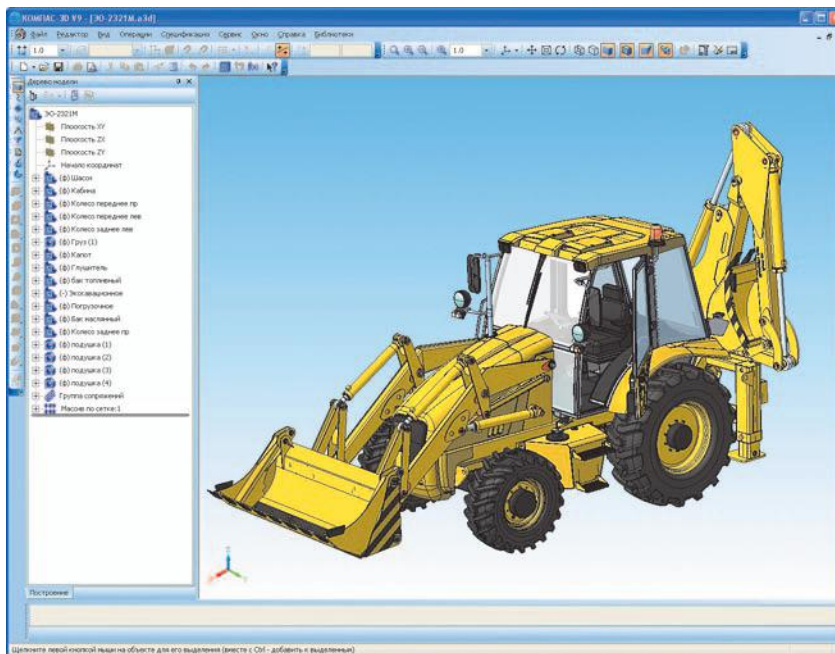 КОМПАС-3D V9 - [ЭО-2321М.a3d]
Файл Редактор Вид Операции Спецификация Сервис Окно Справка Библиотеки
1.0 1.0
Дерево модели
ЭО-2321М
Плоскость XY
Плоскость ZX
Плоскость ZY
Начало координат
(ф) Шасси
(ф) Кабина
(ф) Колесо переднее пр
(ф) Колесо переднее лев
(ф) Колесо заднее лев
(ф) Груз (1)
(ф) Капот
(ф) Глушитель
(ф) бак топливный
(-) Экскавационное
(ф) Погрузочное
(ф) Бак маслянный
(ф) Колесо заднее пр
(ф) подушка (1)
(ф) подушка (2)
(ф) подушка (3)
(ф) подушка (4)
Группа сопряжений
Массив по сетке:1
Построение
Щелкните левой кнопкой мыши на объекте для его выделения (вместе с Ctrl - добавить к выделенным)